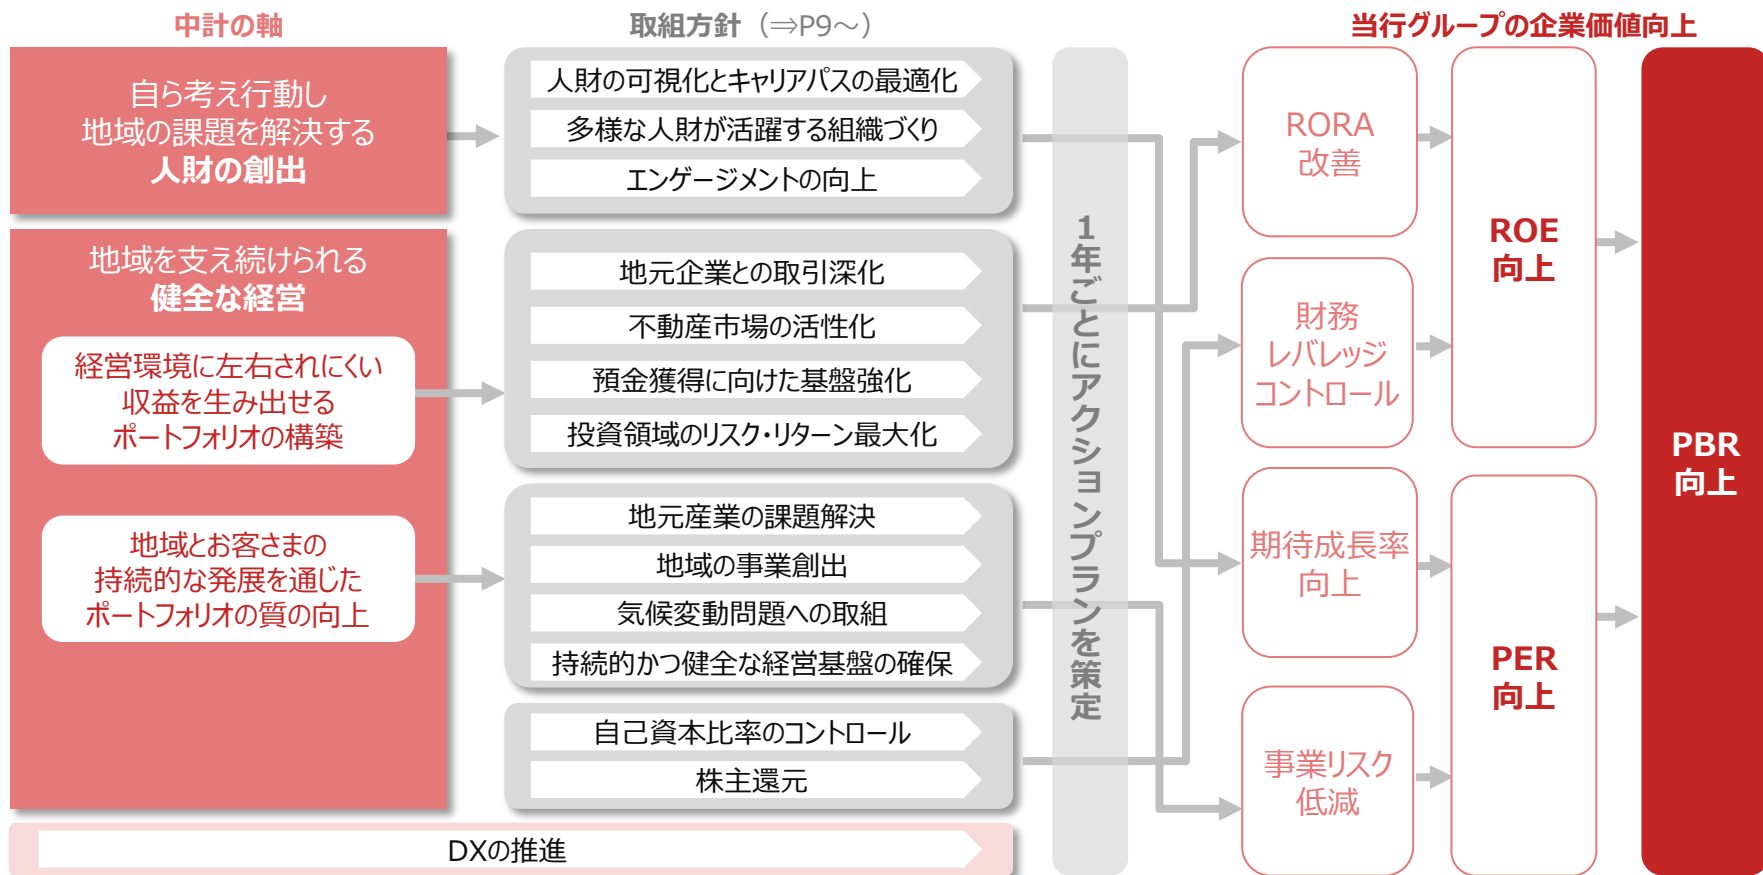 中計の軸
取組方針（⇒P9～）
当行グループの企業価値向上
自ら考え行動し
地域の課題を解決する
人財の創出
地域を支え続けられる
健全な経営
経営環境に左右されにくい
収益を生み出せる
ポートフォリオの構築
地域とお客さまの
持続的な発展を通じた
ポートフォリオの質の向上
人財の可視化とキャリアパスの最適化
多様な人財が活躍する組織づくり
エンゲージメントの向上
地元企業との取引深化
不動産市場の活性化
預金獲得に向けた基盤強化
投資領域のリスク・リターン最大化
地元産業の課題解決
地域の事業創出
気候変動問題への取組
持続的かつ健全な経営基盤の確保
自己資本比率のコントロール
株主還元
DXの推進
1年ごとにアクションプランを策定
RORA
改善
財務
レバレッジ
コントロール
期待成長率
向上
事業リスク
低減
ROE
向上
PER
向上
PBR
向上